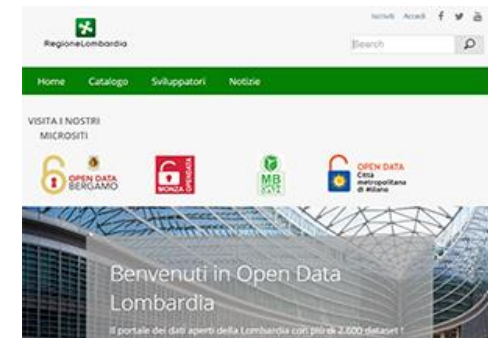 Iscriviti Accedi
RegioneLombardia
Search
Home Catalogo Sviluppatori Notizie
VISITA I NOSTRI
MICROSITI
OPEN DATA
BERGAMO
MONZA
OPENDATA
MB
OPEN DATA
Città
metropolitana
di Milano
Benvenuti in Open Data
Lombardia
Il portale dei dati aperti della Lombardia con più di 2.600 dataset !